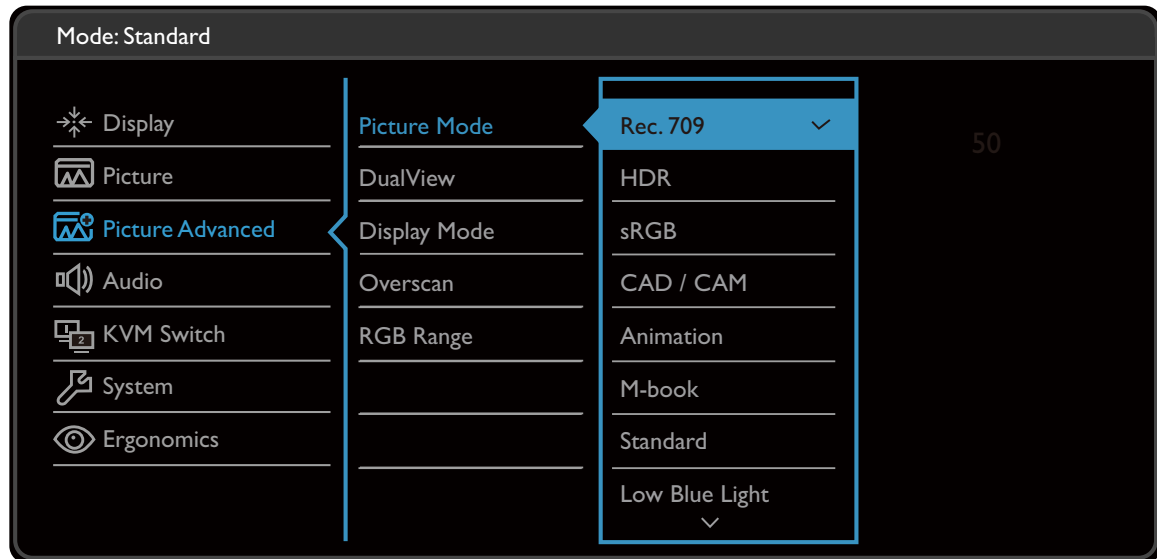 Mode: Standard
Display
Picture
Picture Advanced
Audio
KVM Switch
System
Ergonomics
Picture Mode
DualView
Display Mode
Overscan
RGB Range
Rec. 709
HDR
sRGB
CAD / CAM
Animation
M-book
Standard
Low Blue Light
50